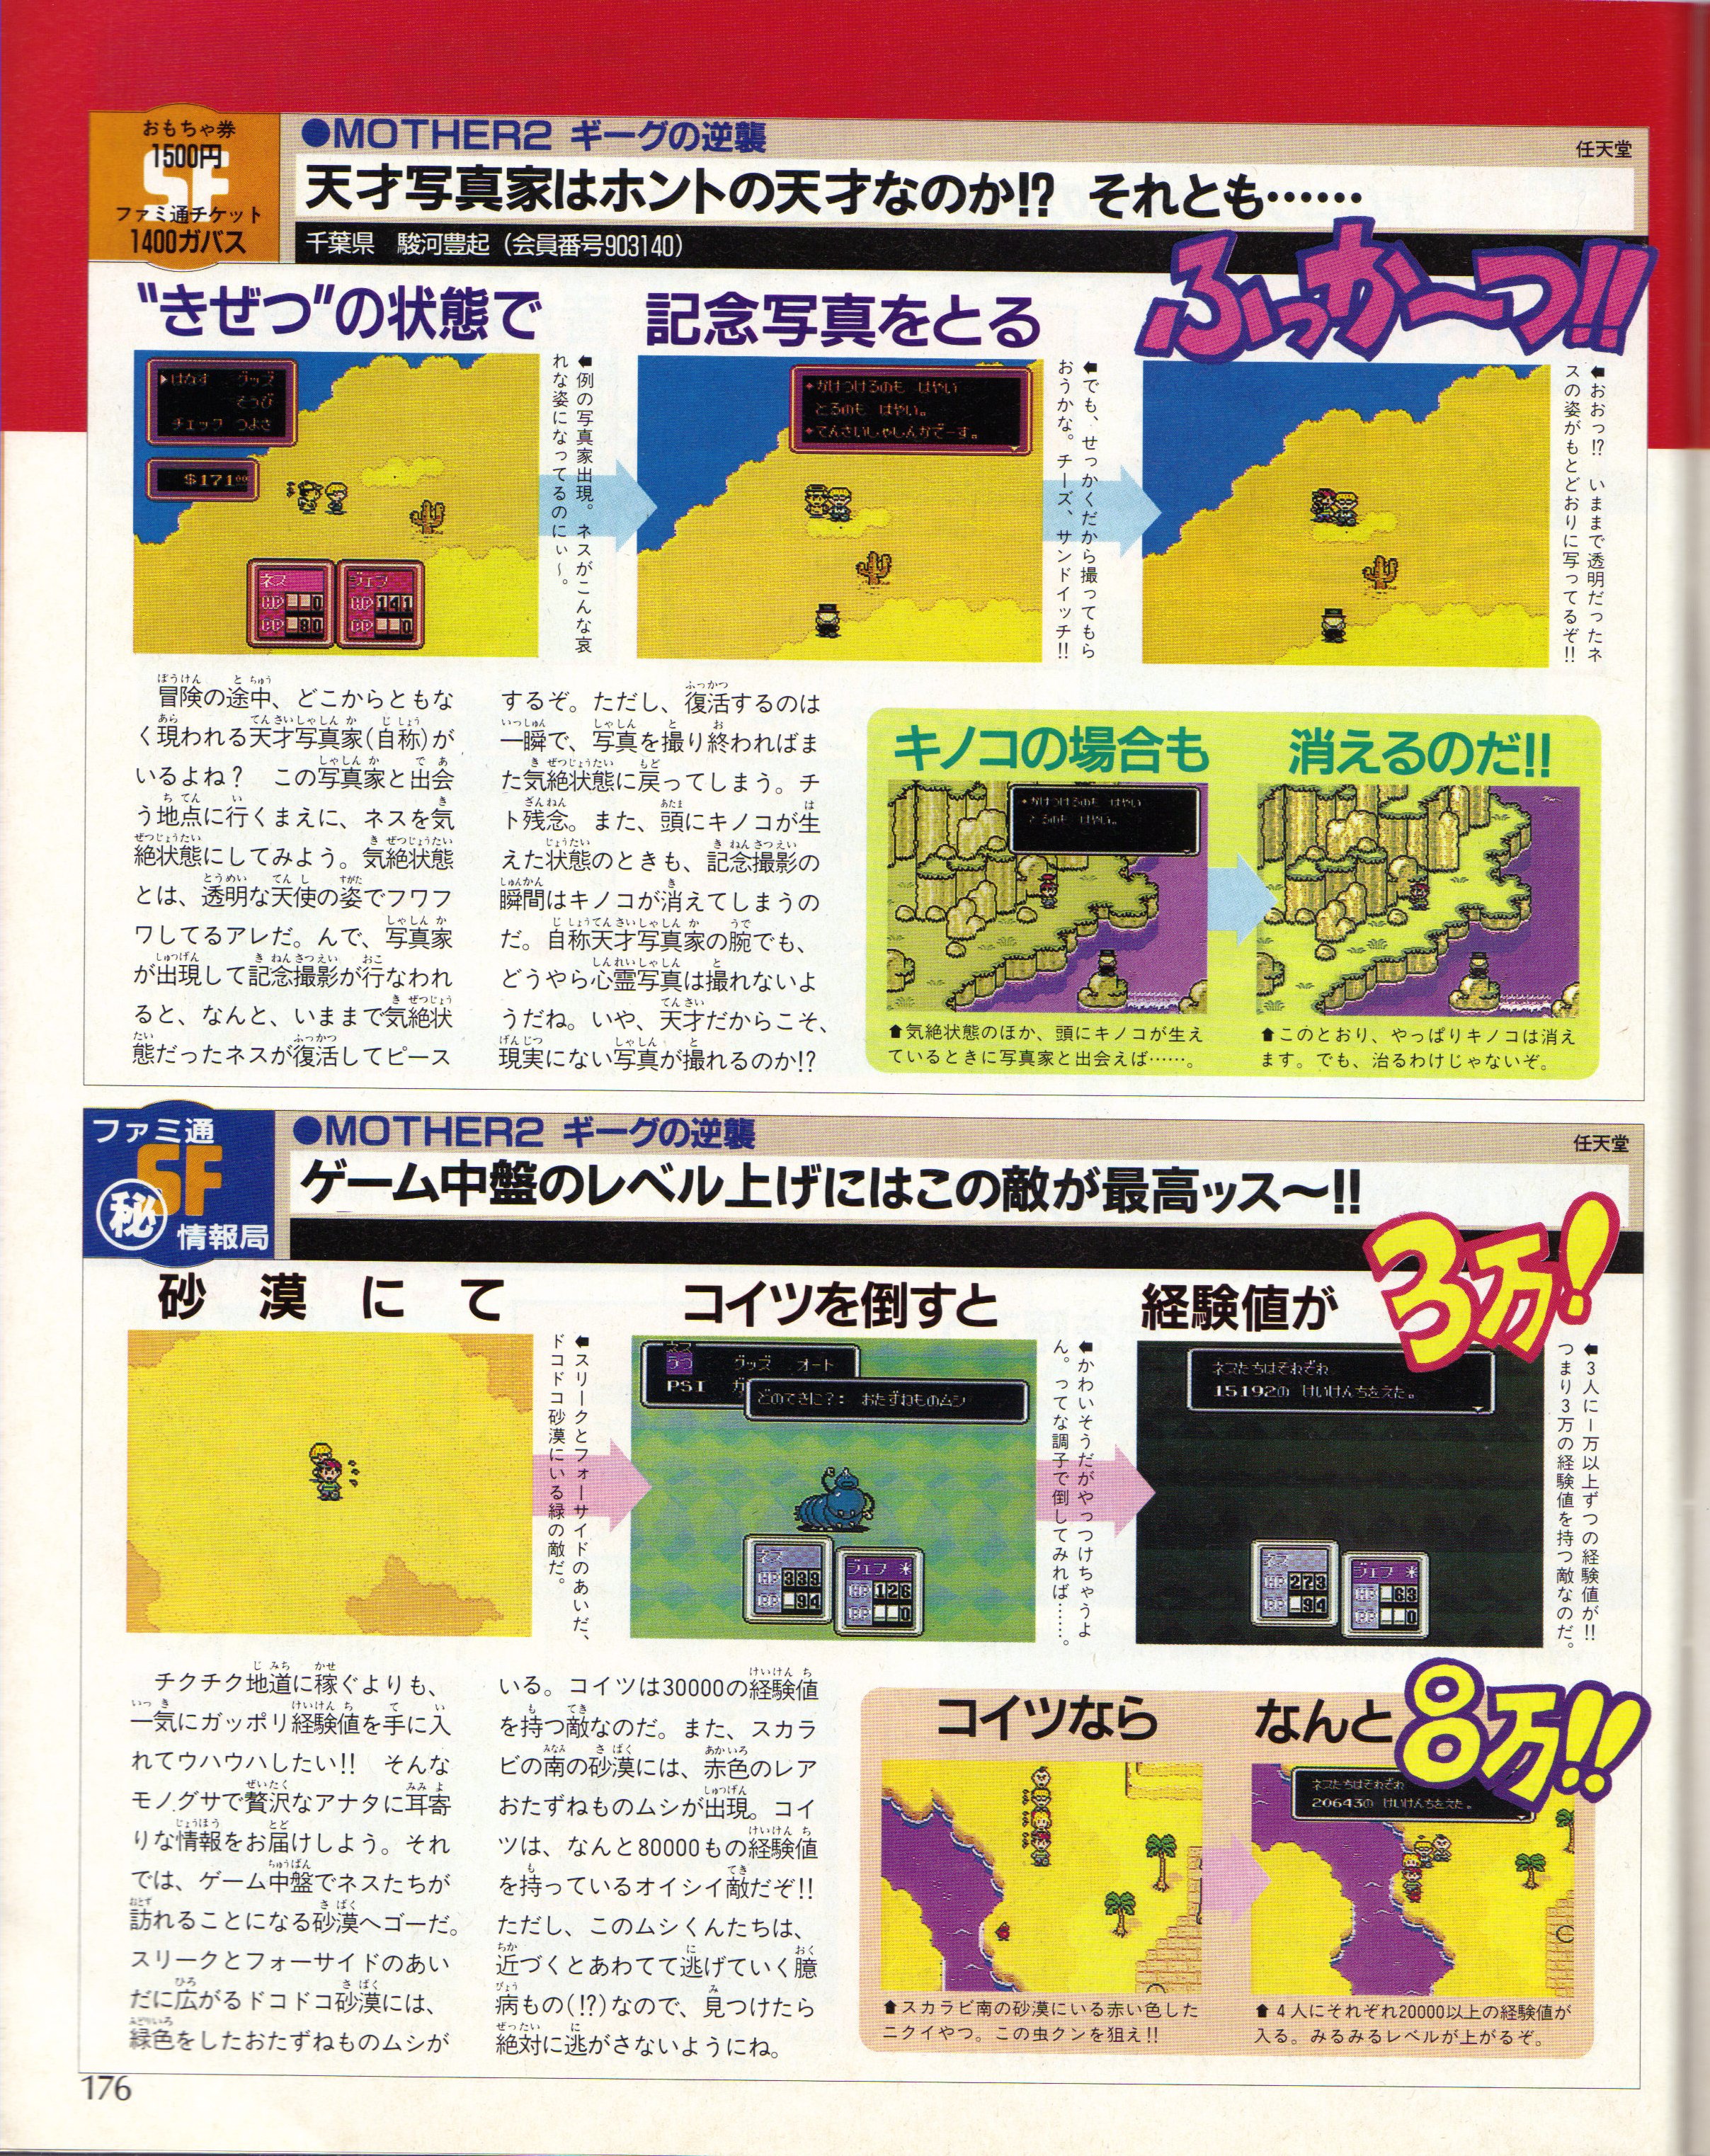 おもちゃ券
1500円
SF
ファミ通チケット
1400ガバス
●MOTHER2 ギーグの逆襲
任天堂
天才写真家はホントの天才なのか!? それとも……
千葉県 駿河豊起(会員番号903140)
"きぜつ"の状態で
記念写真をとる
ふっか〜つ!!
▶はなす グッズ
そうび
チェック つよさ
$171.00
ネス
HP 0
PP 80
ジェフ
HP 141
PP 0
⬅例の写真家出現。ネスがこんな哀
れな姿になってるのにぃ〜。
◆かけつけるのも はやい
とるのも はやい。
◆てんさいしゃしんかでーす。
⬅でも、せっかくだから撮ってもら
おうかな。チーズ、サンドイッチ!!
⬅おおっ!? いままで透明だったネ
スの姿がもとどおりに写ってるぞ!!
冒険の途中、どこからともな
く現われる天才写真家(自称)が
いるよね? この写真家と出会
う地点に行くまえに、ネスを気
絶状態にしてみよう。気絶状態
とは、透明な天使の姿でフワフ
ワしてるアレだ。んで、写真家
が出現して記念撮影が行なわれ
ると、なんと、いままで気絶状
態だったネスが復活してピース
するぞ。ただし、復活するのは
一瞬で、写真を撮り終わればま
た気絶状態に戻ってしまう。チ
ト残念。また、頭にキノコが生
えた状態のときも、記念撮影の
瞬間はキノコが消えてしまうの
だ。自称天才写真家の腕でも、
どうやら心霊写真は撮れないよ
うだね。いや、天才だからこそ、
現実にない写真が撮れるのか!?
キノコの場合も
消えるのだ!!
◆かけつけるのも はやい
とるのも はやい。
⬆気絶状態のほか、頭にキノコが生え
ているときに写真家と出会えば……。
⬆このとおり、やっぱりキノコは消え
ます。でも、治るわけじゃないぞ。
ファミ通
SF
㊙情報局
●MOTHER2 ギーグの逆襲
任天堂
ゲーム中盤のレベル上げにはこの敵が最高ッス〜!!
砂漠にて
コイツを倒すと
経験値が
3万!
⬅スリークとフォーサイドのあいだ、
ドコドコ砂漠にいる緑の敵だ。
ネス
グッズ オート
PSI
どのてきに?: おたずねものムシ
ネス
HP 339
PP 94
ジェフ
HP 126
PP 0
⬅かわいそうだがやっつけちゃうよ
ん。ってな調子で倒してみれば……。
ネスたちはそれぞれ
15192の けいけんちをえた。
ネス
HP 273
PP 94
ジェフ
HP 63
PP 0
⬅3人に1万以上ずつの経験値が!!
つまり3万の経験値を持つ敵なのだ。
チクチク地道に稼ぐよりも、
一気にガッポリ経験値を手に入
れてウハウハしたい!! そんな
モノグサで贅沢なアナタに耳寄
りな情報をお届けしよう。それ
では、ゲーム中盤でネスたちが
訪れることになる砂漠へゴーだ。
スリークとフォーサイドのあい
だに広がるドコドコ砂漠には、
緑色をしたおたずねものムシが
いる。コイツは30000の経験値
を持つ敵なのだ。また、スカラ
ビの南の砂漠には、赤色のレア
おたずねものムシが出現。コイ
ツは、なんと80000もの経験値
を持っているオイシイ敵だぞ!!
ただし、このムシくんたちは、
近づくとあわてて逃げていく臆
病もの(!?)なので、見つけたら
絶対に逃がさないようにね。
コイツなら
なんと
8万!!
ネスたちはそれぞれ
20643の けいけんちをえた。
⬆スカラビ南の砂漠にいる赤い色した
ニクイやつ。この虫クンを狙え!!
⬆4人にそれぞれ20000以上の経験値が
入る。みるみるレベルが上がるぞ。
176